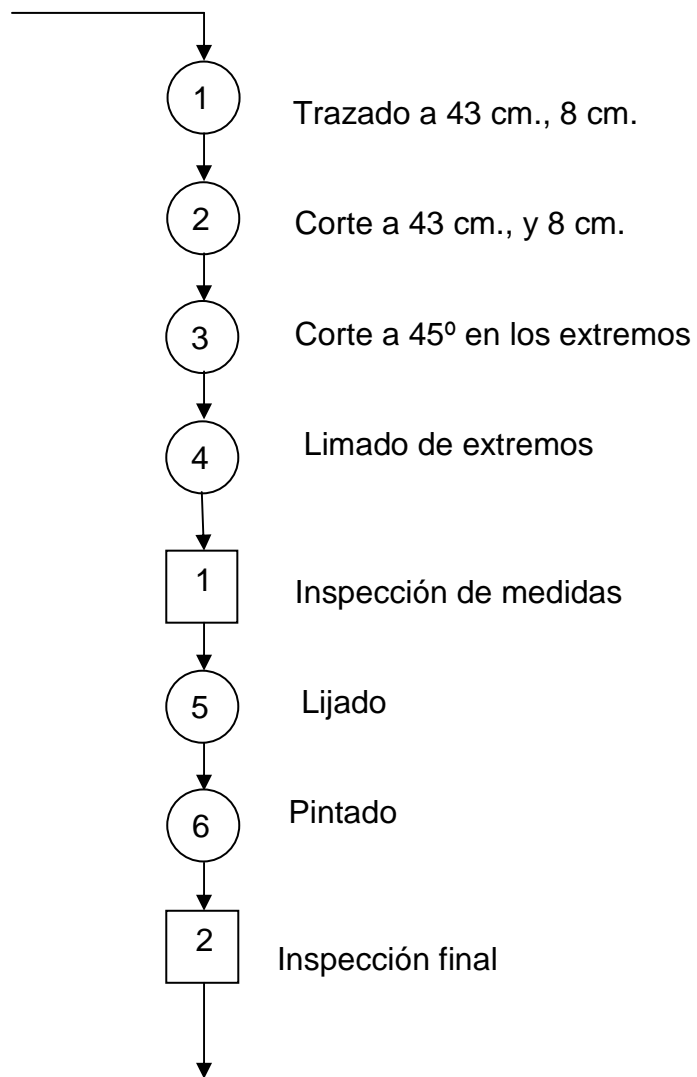 1 Trazado a 43 cm., 8 cm.
2 Corte a 43 cm., y 8 cm.
3 Corte a 45º en los extremos
4 Limado de extremos
1 Inspección de medidas
5 Lijado
6 Pintado
2 Inspección final